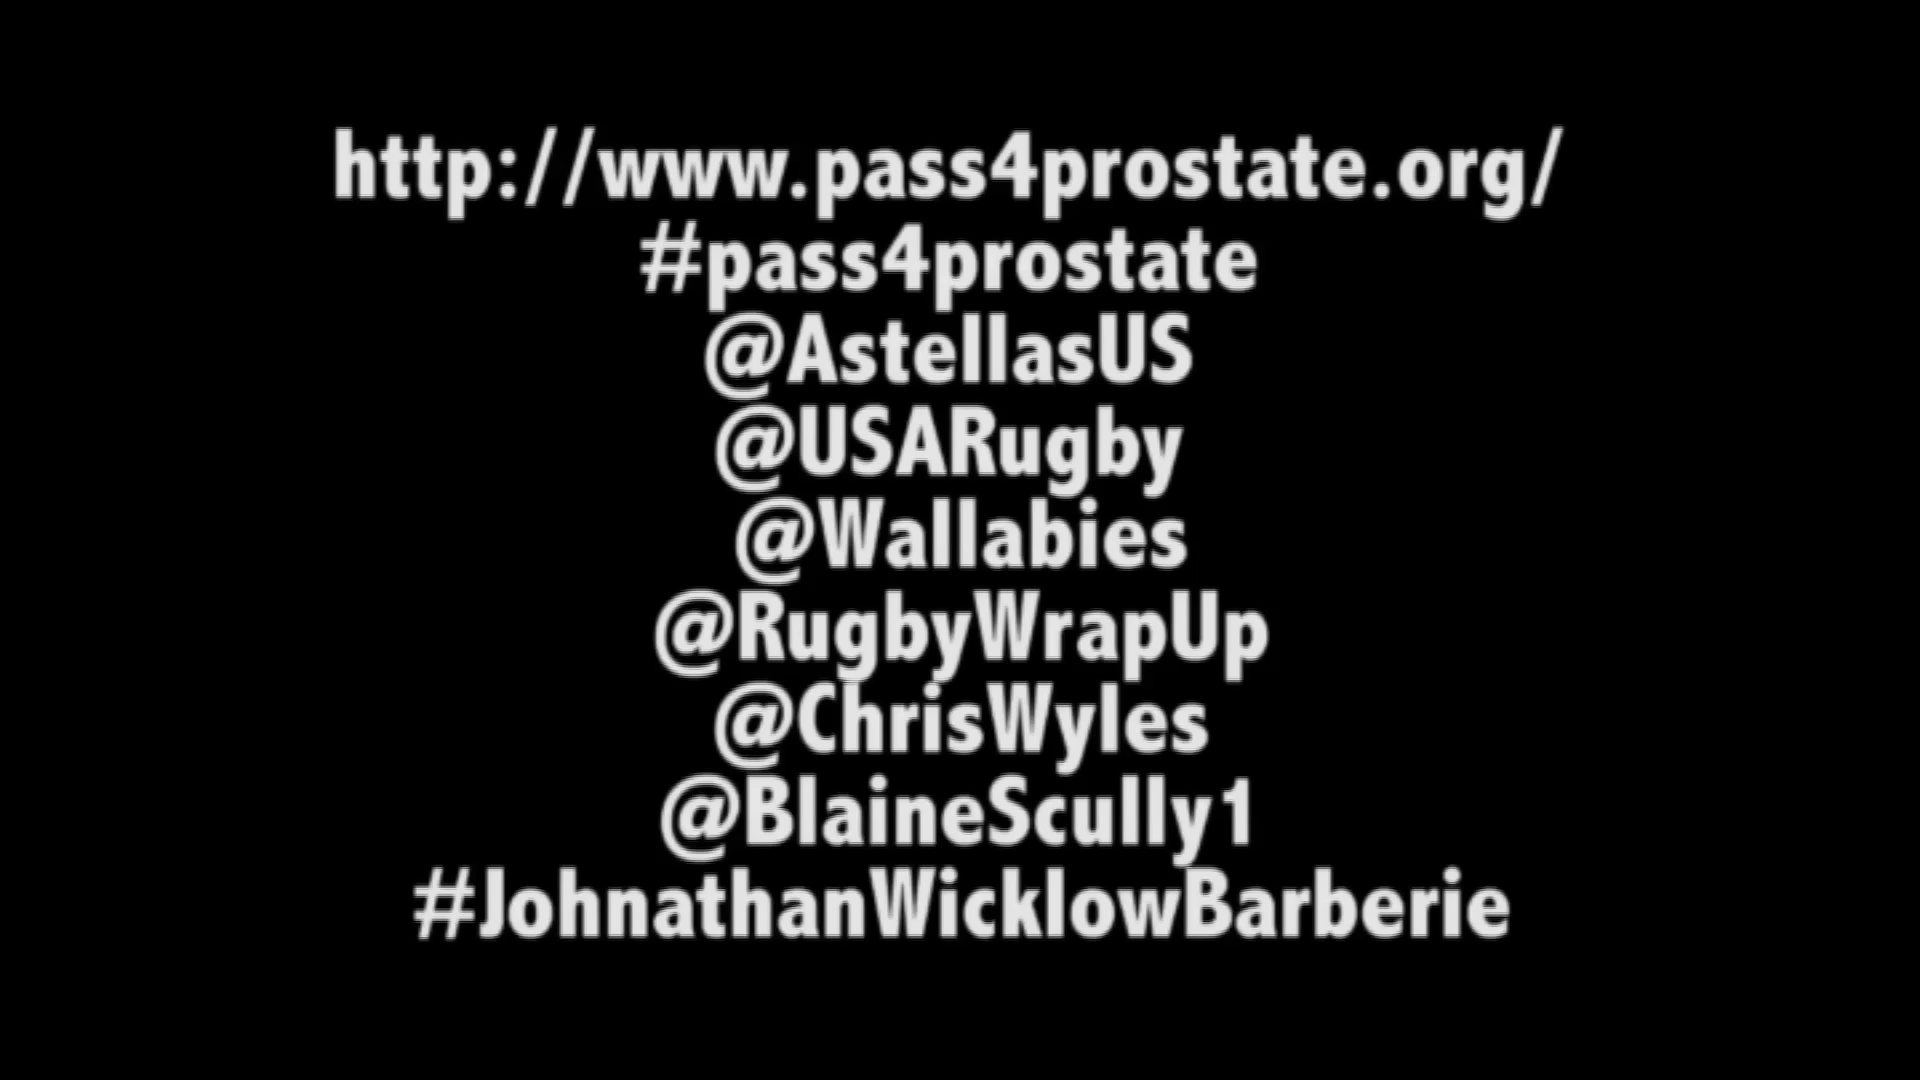 http://www.pass4prostate.org/
#pass4prostate
@AstellasUS
@USARugby
@Wallabies
@RugbyWrapUp
@ChrisWyles
@BlaineScully1
#JohnathanWicklowBarberie